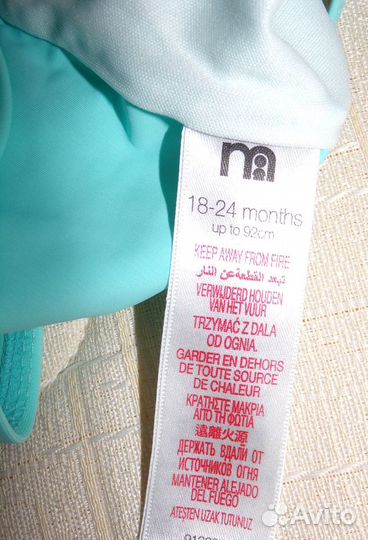 18-24 months
up to 92cm
KEEP AWAY FROM FIRE
تبعد القطعة عن النار
VERWIJDERD HOUDEN
VAN HET VUUR
TRZYMAĆ Z DALA
OD OGNIA.
GARDER EN DEHORS
DE TOUTE SOURCE
DE CHALEUR
ΚΡΑΤΗΣΤΕ ΜΑΚΡΙΑ
ΑΠΟ ΤΗ ΦΩΤΙΑ
遠離火源
ДЕРЖАТЬ ВДАЛИ ОТ
ИСТОЧНИКОВ ОГНЯ
MANTENER ALEJADO
DEL FUEGO
ATEŞTEN UZAK TUTUNUZ
Avito